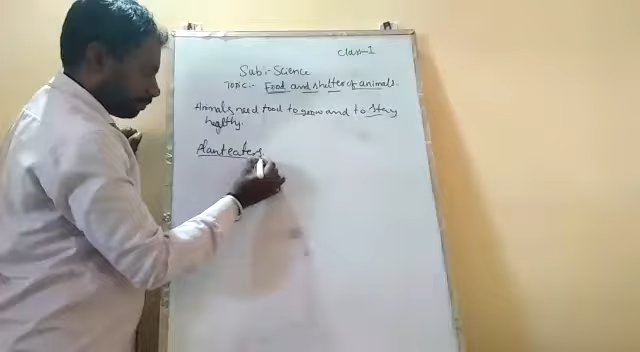 Class-1
Sub:- Science
Topic:- Food and shelter of animals.
Animals need food to grow and to stay
healthy.
Plant eaters.